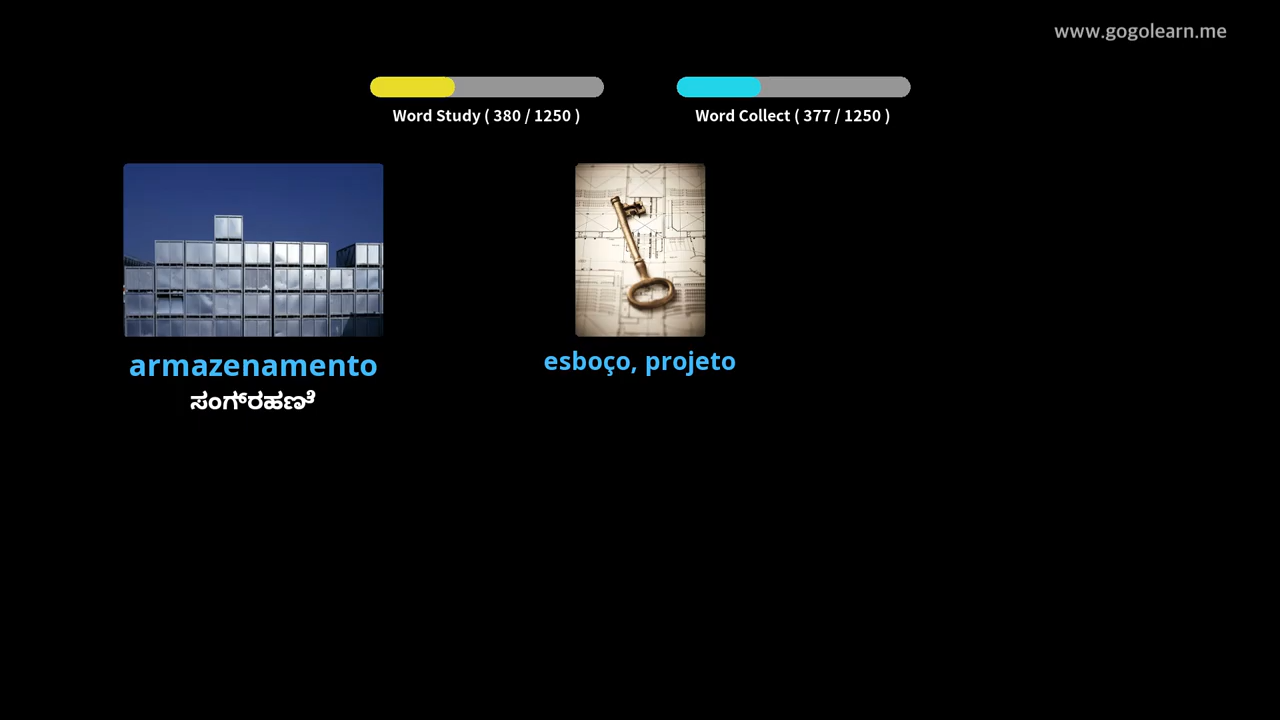 www.gogolearn.me
Word Study ( 380 / 1250 )
Word Collect ( 377 / 1250 )
armazenamento
ಸಂಗ್ರಹಣೆ
esboço, projeto